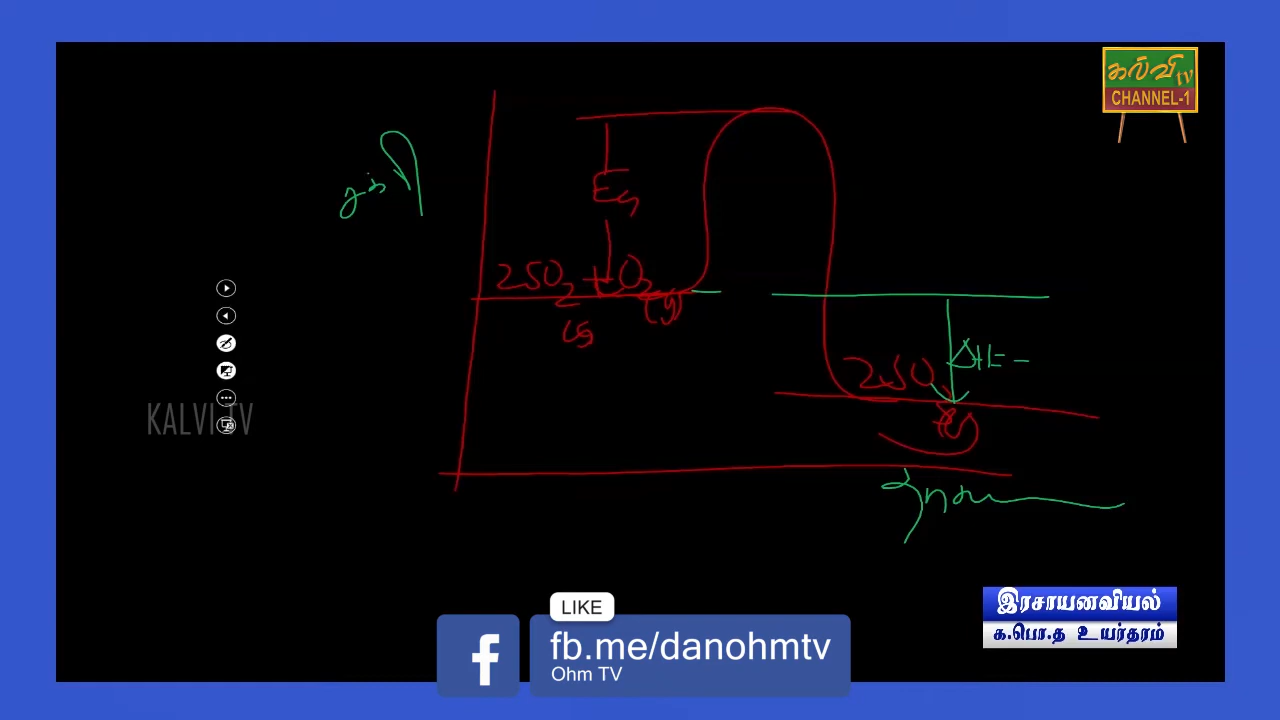 கல்வி TV
CHANNEL-1
சக்தி
Ea
2SO2 + O2
(g) (g)
ΔH = -
2SO3
(g)
KALVI TV
இரசாயனவியல்
க.பொ.த உயர்தரம்
LIKE
fb.me/danohmtv
Ohm TV